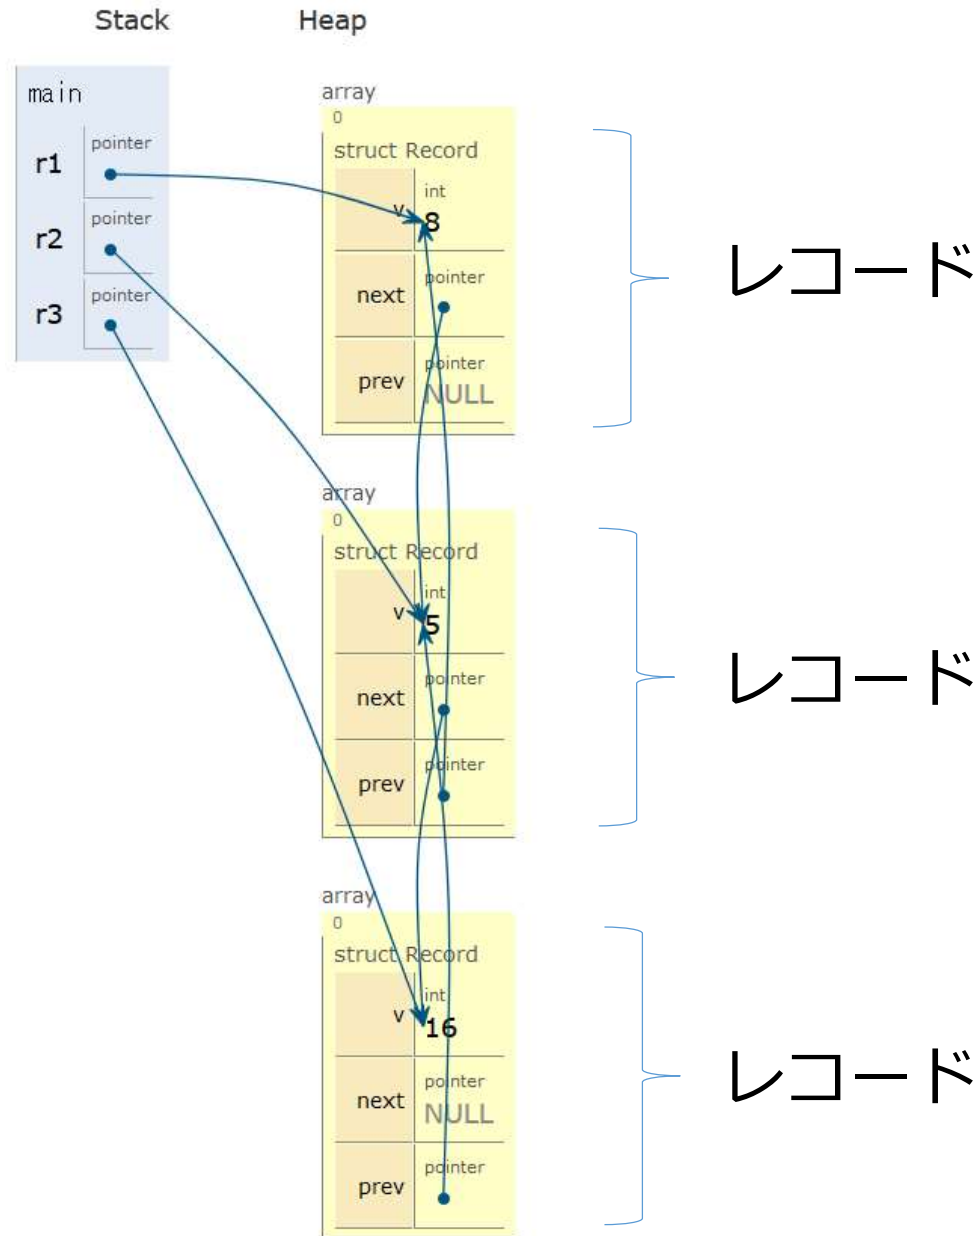 Stack Heap
main
r1 pointer
r2 pointer
r3 pointer
array
0
struct Record
v int 8
next pointer
prev pointer NULL
レコード
array
0
struct Record
v int 5
next pointer
prev pointer
レコード
array
0
struct Record
v int 16
next pointer NULL
prev pointer
レコード